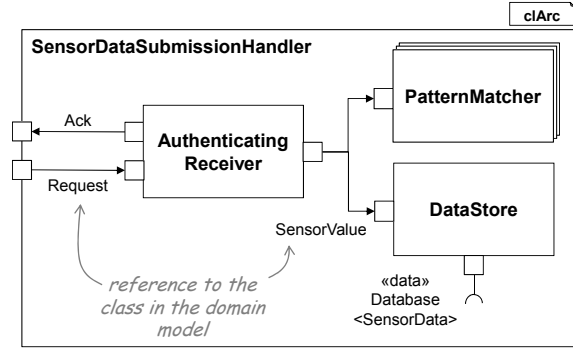 clArc
SensorDataSubmissionHandler
Ack
Authenticating
Receiver
PatternMatcher
Request
SensorValue
DataStore
reference to the
class in the domain
model
«data»
Database
<SensorData>